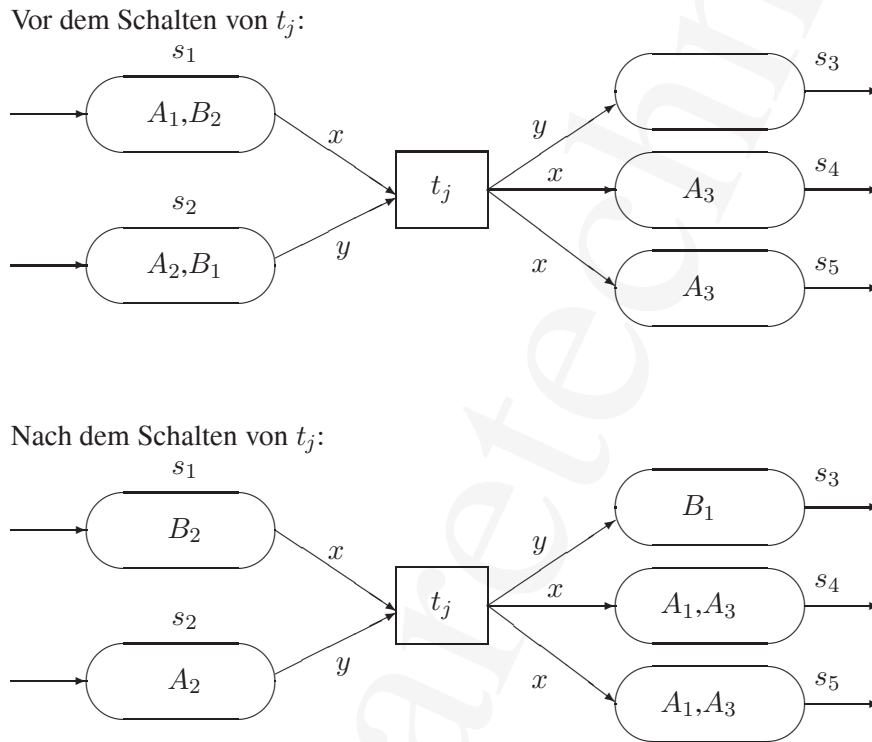 Vor dem Schalten von t_j:
s_1
s_3
A_1,B_2
x
y
t_j
x
A_3
s_4
s_2
A_2,B_1
y
x
A_3
s_5
Nach dem Schalten von t_j:
s_1
s_3
B_2
B_1
x
y
t_j
x
A_1,A_3
s_4
s_2
A_2
y
x
A_1,A_3
s_5